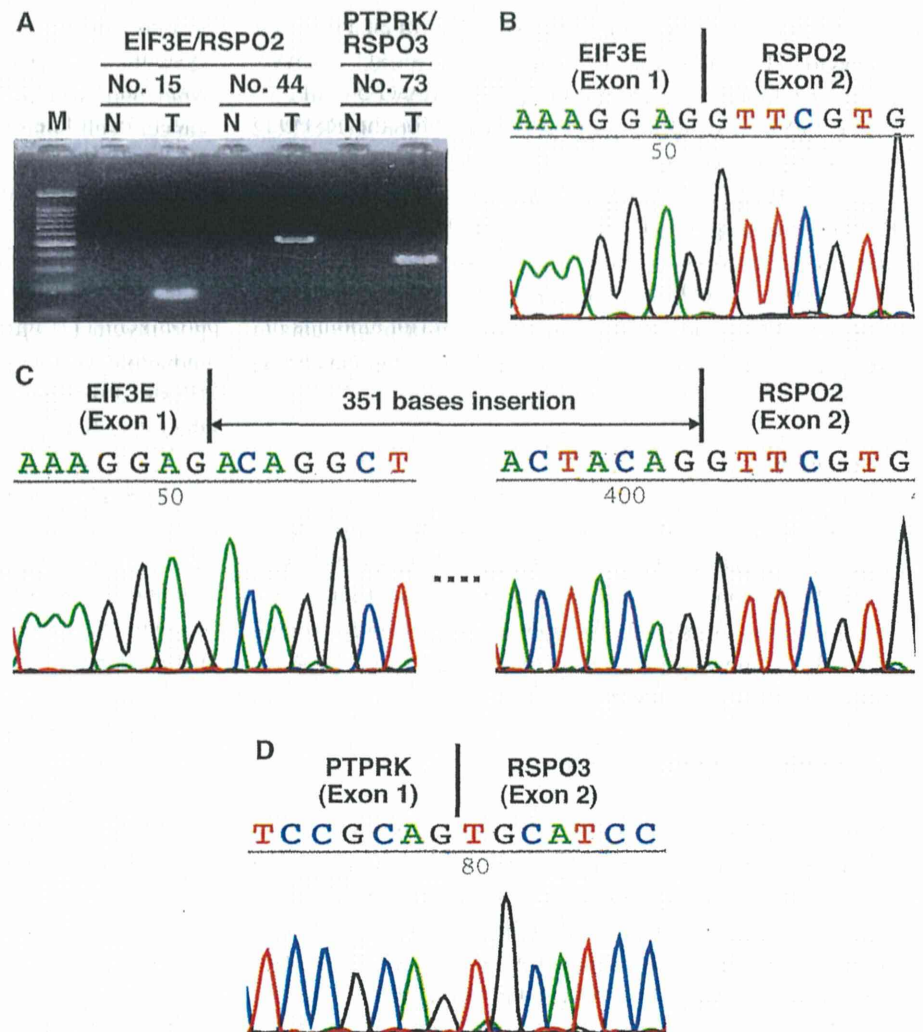 A
EIF3E/RSPO2
PTPRK/
RSPO3
No. 15
No. 44
No. 73
M
N
T
N
T
N
T
B
EIF3E
(Exon 1)
RSPO2
(Exon 2)
AAAGGAGGTTCGTG
50
C
EIF3E
(Exon 1)
351 bases insertion
RSPO2
(Exon 2)
AAAGGAGACAGGCT
50
ACTACAGGTTCGTG
400
D
PTPRK
(Exon 1)
RSPO3
(Exon 2)
TCCGCAGTGCATCC
80